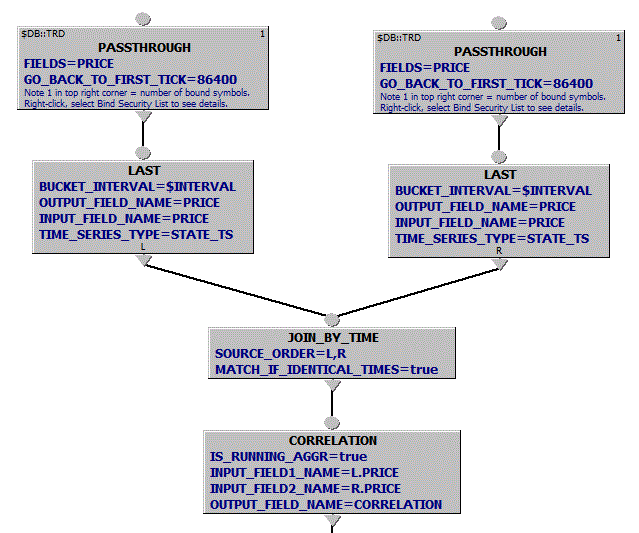 $DB::TRD 1
PASSTHROUGH
FIELDS=PRICE
GO_BACK_TO_FIRST_TICK=86400
Note 1 in top right corner = number of bound symbols.
Right-click, select Bind Security List to see details.
$DB::TRD 1
PASSTHROUGH
FIELDS=PRICE
GO_BACK_TO_FIRST_TICK=86400
Note 1 in top right corner = number of bound symbols.
Right-click, select Bind Security List to see details.
LAST
BUCKET_INTERVAL=$INTERVAL
OUTPUT_FIELD_NAME=PRICE
INPUT_FIELD_NAME=PRICE
TIME_SERIES_TYPE=STATE_TS
L
LAST
BUCKET_INTERVAL=$INTERVAL
OUTPUT_FIELD_NAME=PRICE
INPUT_FIELD_NAME=PRICE
TIME_SERIES_TYPE=STATE_TS
R
JOIN_BY_TIME
SOURCE_ORDER=L,R
MATCH_IF_IDENTICAL_TIMES=true
CORRELATION
IS_RUNNING_AGGR=true
INPUT_FIELD1_NAME=L.PRICE
INPUT_FIELD2_NAME=R.PRICE
OUTPUT_FIELD_NAME=CORRELATION